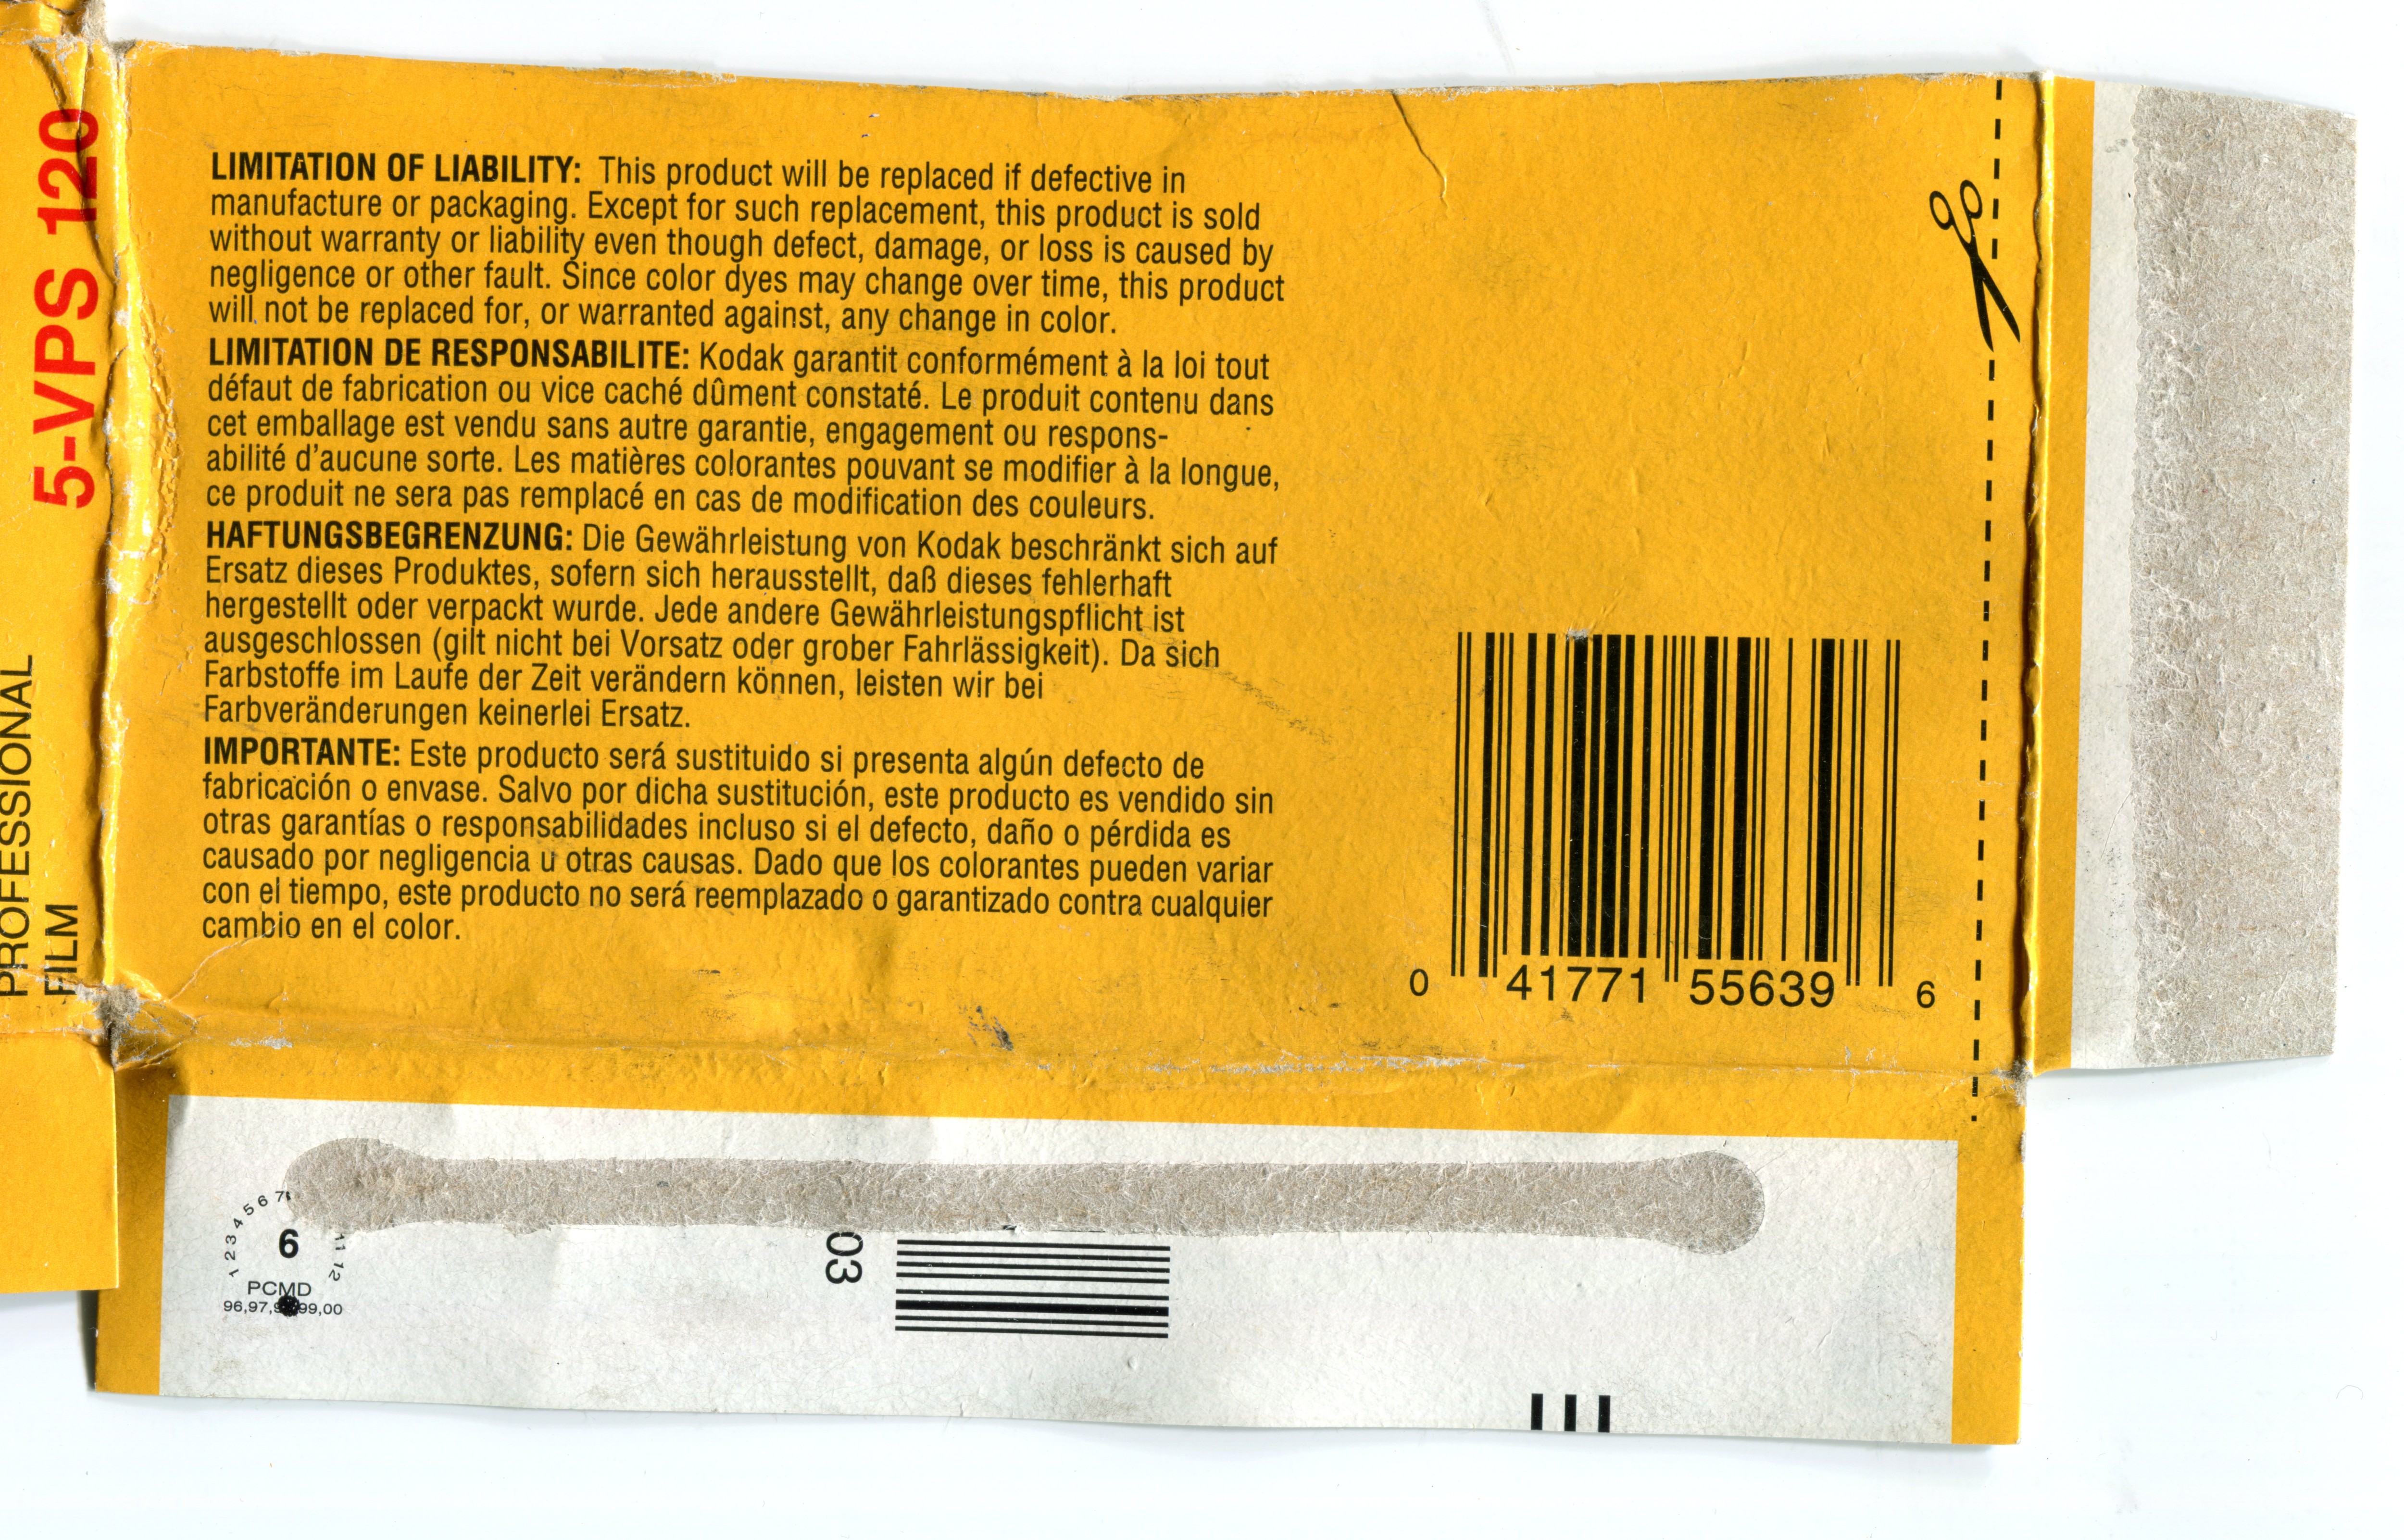 5-VPS 120
PROFESSIONAL
FILM
LIMITATION OF LIABILITY: This product will be replaced if defective in
manufacture or packaging. Except for such replacement, this product is sold
without warranty or liability even though defect, damage, or loss is caused by
negligence or other fault. Since color dyes may change over time, this product
will not be replaced for, or warranted against, any change in color.
LIMITATION DE RESPONSABILITE: Kodak garantit conformément à la loi tout
défaut de fabrication ou vice caché dûment constaté. Le produit contenu dans
cet emballage est vendu sans autre garantie, engagement ou respons-
abilité d'aucune sorte. Les matières colorantes pouvant se modifier à la longue,
ce produit ne sera pas remplacé en cas de modification des couleurs.
HAFTUNGSBEGRENZUNG: Die Gewährleistung von Kodak beschränkt sich auf
Ersatz dieses Produktes, sofern sich herausstellt, daß dieses fehlerhaft
hergestellt oder verpackt wurde. Jede andere Gewährleistungspflicht ist
ausgeschlossen (gilt nicht bei Vorsatz oder grober Fahrlässigkeit). Da sich
Farbstoffe im Laufe der Zeit verändern können, leisten wir bei
Farbveränderungen keinerlei Ersatz.
IMPORTANTE: Este producto será sustituido si presenta algún defecto de
fabricación o envase. Salvo por dicha sustitución, este producto es vendido sin
otras garantías o responsabilidades incluso si el defecto, daño o pérdida es
causado por negligencia u otras causas. Dado que los colorantes pueden variar
con el tiempo, este producto no será reemplazado o garantizado contra cualquier
cambio en el color.
0 41771 55639 6
1 2 3 4 5 6 7 11 12
6
PCMD
96,97, 99,00
03